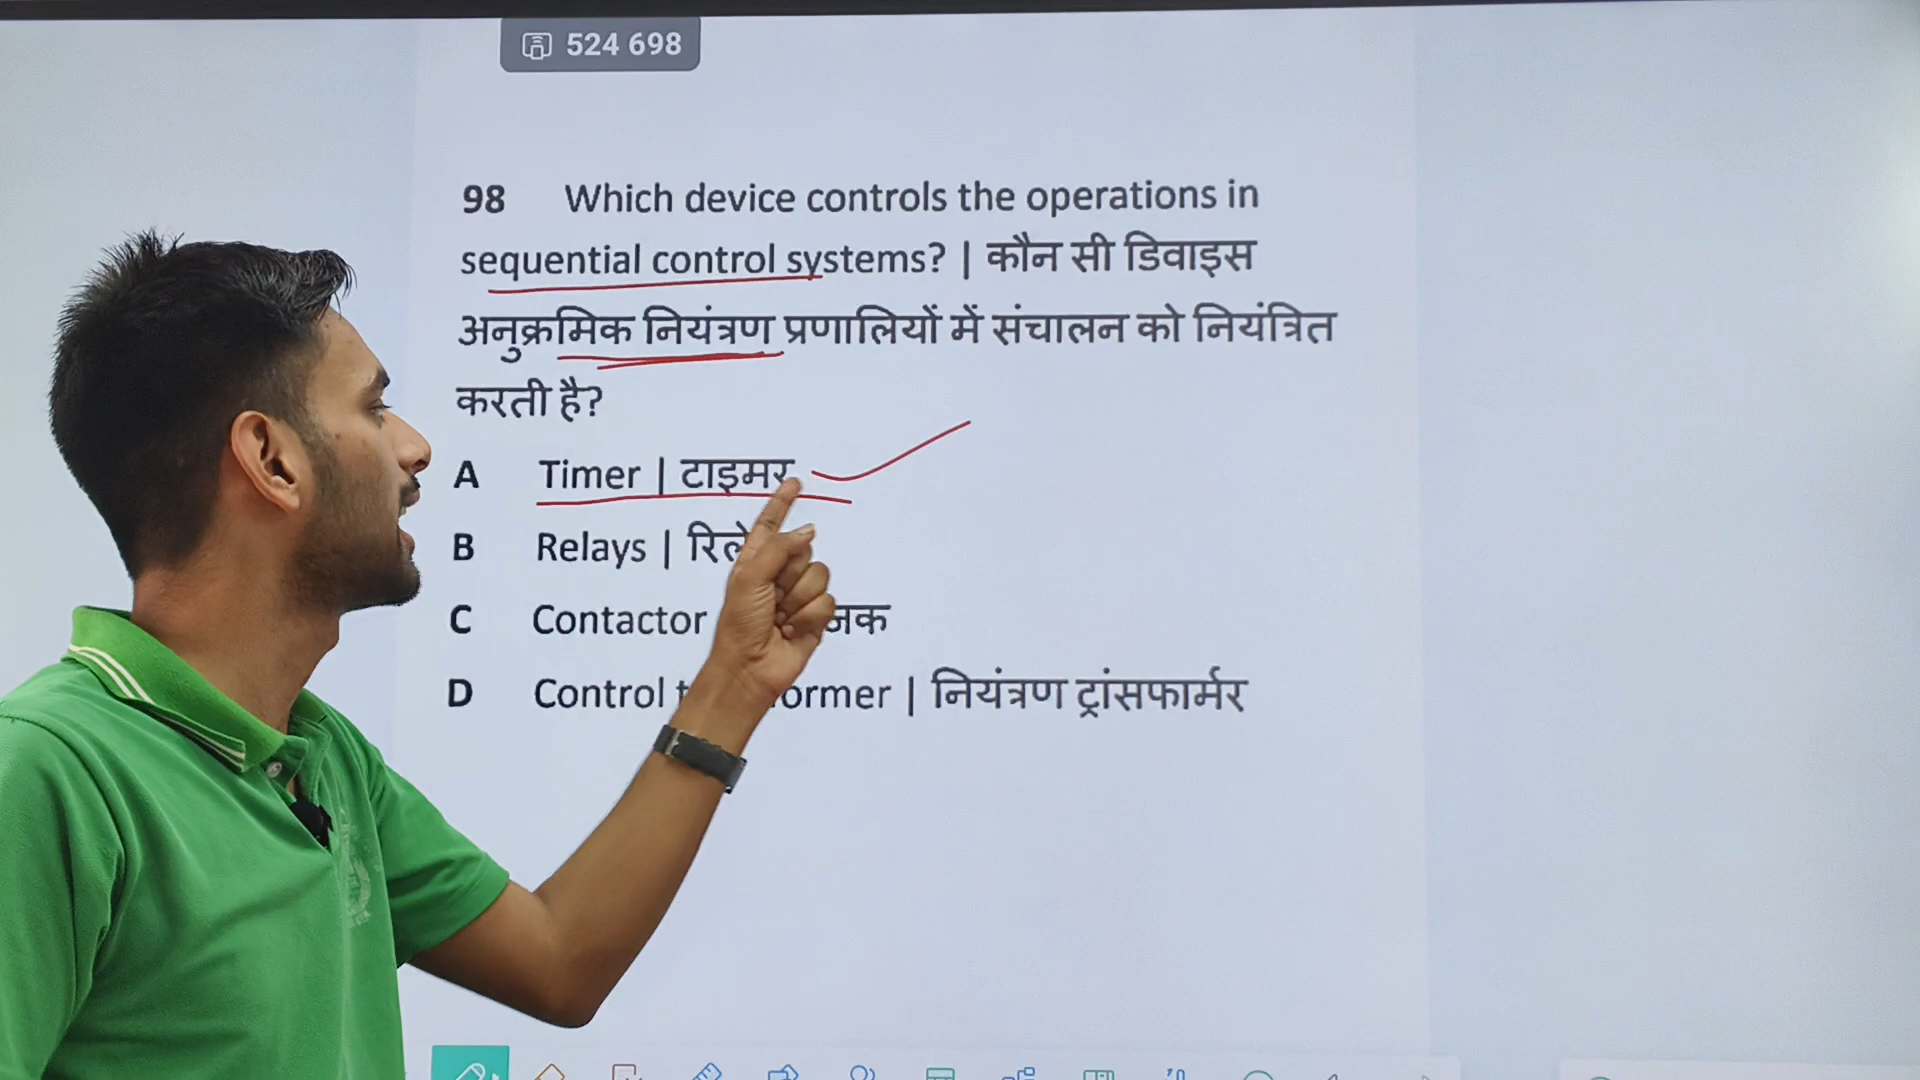 524 698
98 Which device controls the operations in
sequential control systems? | कौन सी डिवाइस
अनुक्रमिक नियंत्रण प्रणालियों में संचालन को नियंत्रित
करती है?
A Timer | टाइमर
B Relays |
C Contactor
D Control | नियंत्रण ट्रांसफार्मर